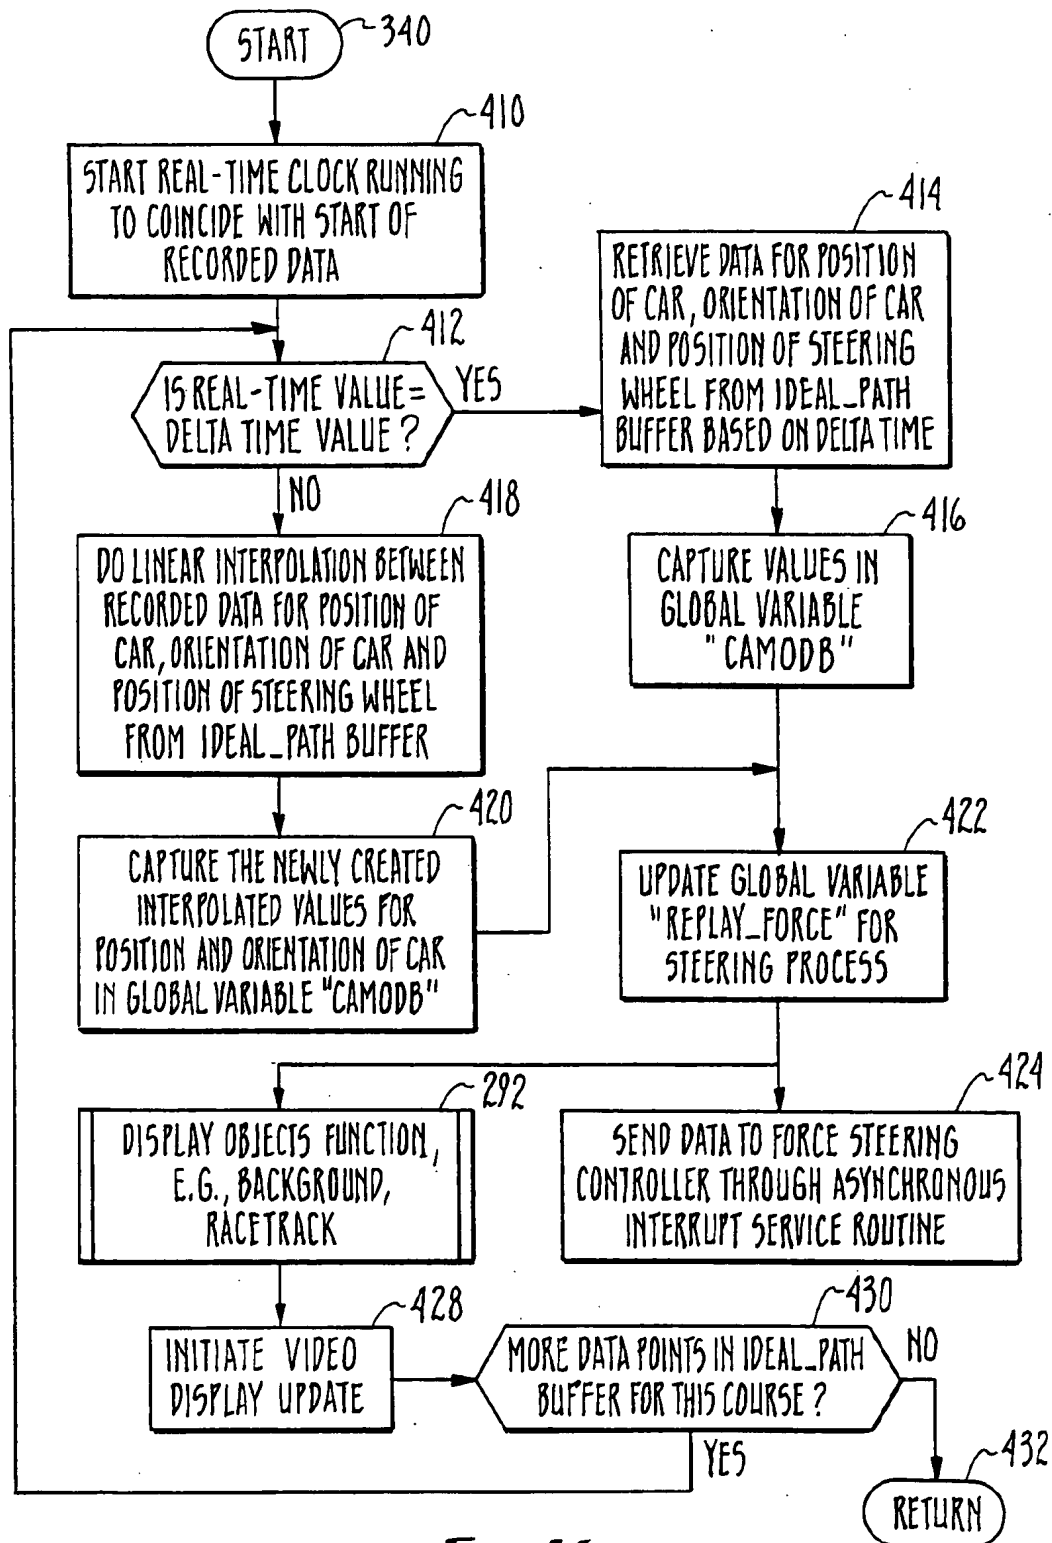 START
340
410
START REAL-TIME CLOCK RUNNING
TO COINCIDE WITH START OF
RECORDED DATA
412
IS REAL-TIME VALUE=
DELTA TIME VALUE?
YES
NO
414
RETRIEVE DATA FOR POSITION
OF CAR, ORIENTATION OF CAR
AND POSITION OF STEERING
WHEEL FROM IDEAL_PATH
BUFFER BASED ON DELTA TIME
416
CAPTURE VALUES IN
GLOBAL VARIABLE
"CAMODB"
418
DO LINEAR INTERPOLATION BETWEEN
RECORDED DATA FOR POSITION OF
CAR, ORIENTATION OF CAR AND
POSITION OF STEERING WHEEL
FROM IDEAL_PATH BUFFER
420
CAPTURE THE NEWLY CREATED
INTERPOLATED VALUES FOR
POSITION AND ORIENTATION OF CAR
IN GLOBAL VARIABLE "CAMODB"
422
UPDATE GLOBAL VARIABLE
"REPLAY_FORCE" FOR
STEERING PROCESS
292
DISPLAY OBJECTS FUNCTION,
E.G., BACKGROUND,
RACETRACK
424
SEND DATA TO FORCE STEERING
CONTROLLER THROUGH ASYNCHRONOUS
INTERRUPT SERVICE ROUTINE
428
INITIATE VIDEO
DISPLAY UPDATE
430
MORE DATA POINTS IN IDEAL_PATH
BUFFER FOR THIS COURSE?
NO
YES
432
RETURN